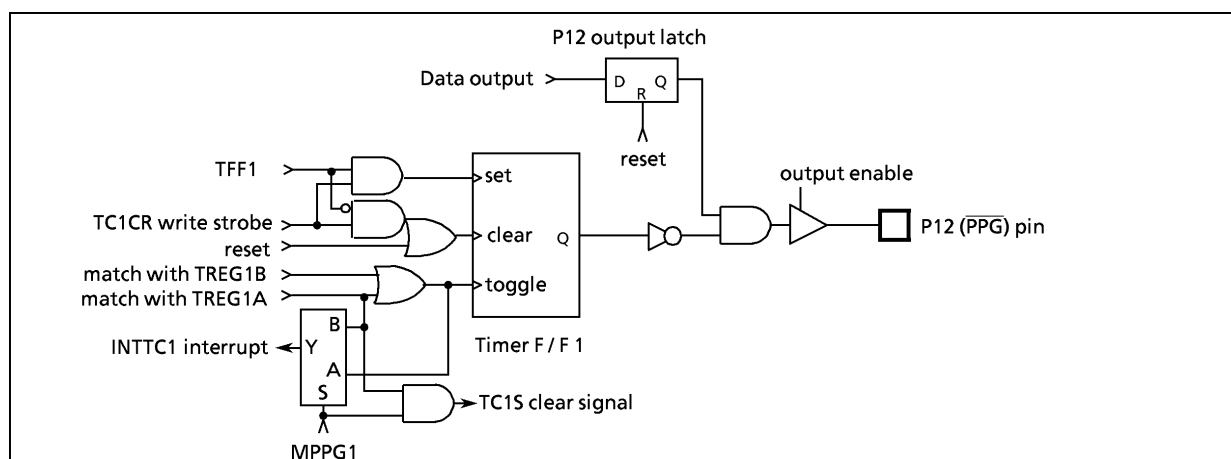 P12 output latch
Data output
D Q
R
reset
TFF1
set
output enable
TC1CR write strobe
clear
Q
P12 (P̅P̅G̅) pin
reset
match with TREG1B
toggle
match with TREG1A
B
INTTC1 interrupt
Y
Timer F / F 1
A
S
TC1S clear signal
MPPG1